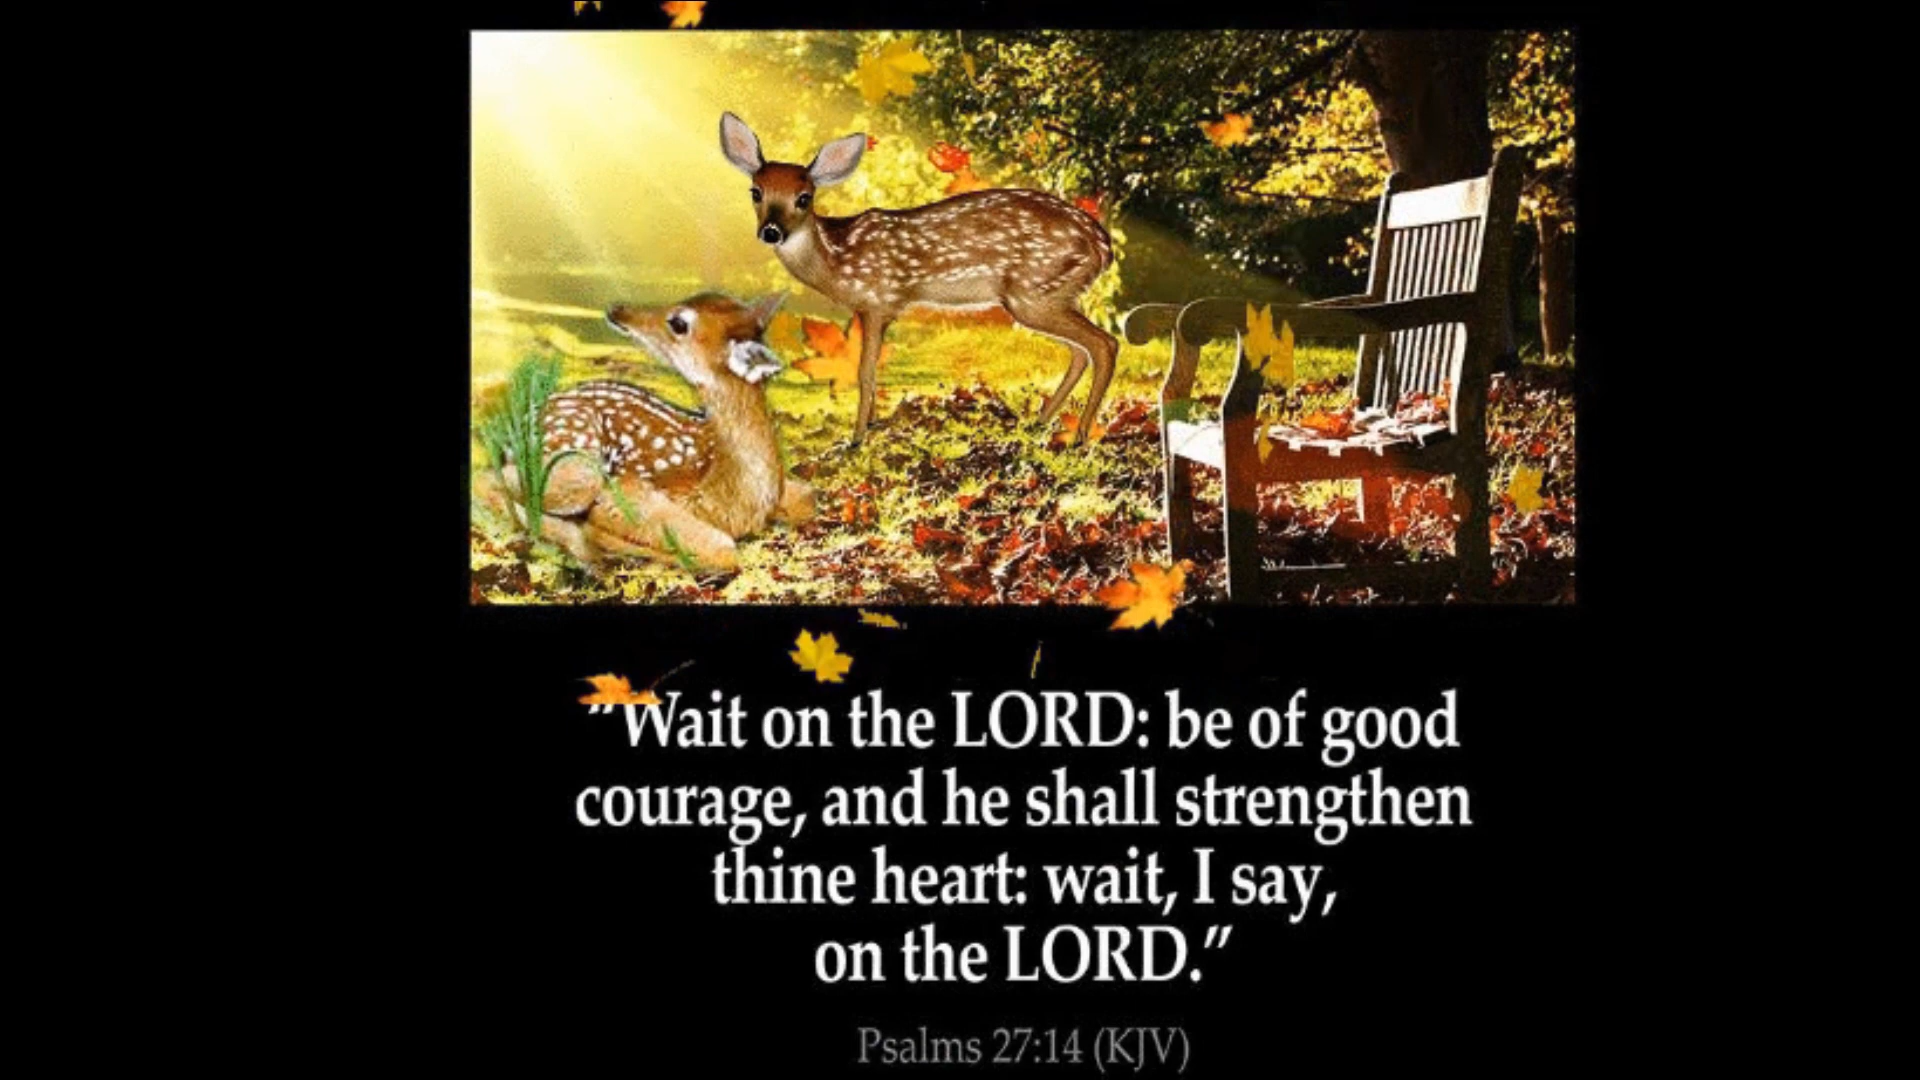 "Wait on the LORD: be of good
courage, and he shall strengthen
thine heart: wait, I say,
on the LORD."
Psalms 27:14 (KJV)